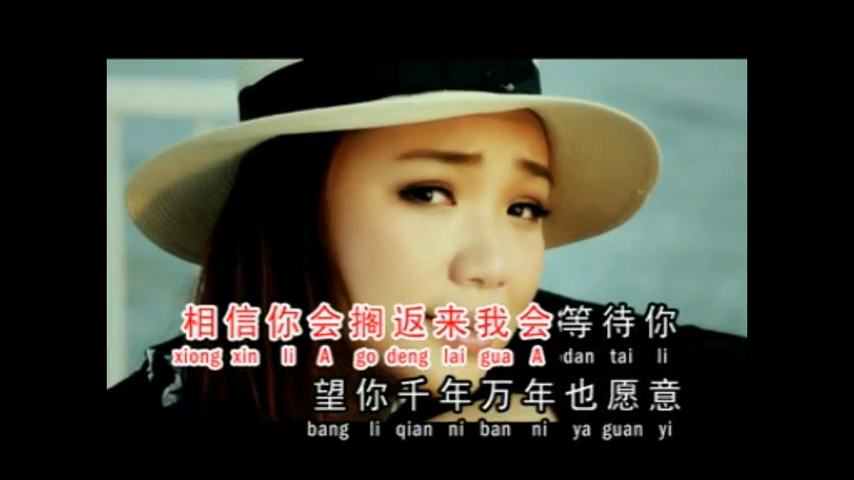 相信你会搁返来我会等待你
xiong xin li A go deng lai gua A dan tai li
望你千年万年也愿意
bang li qian ni ban ni ya guan yi